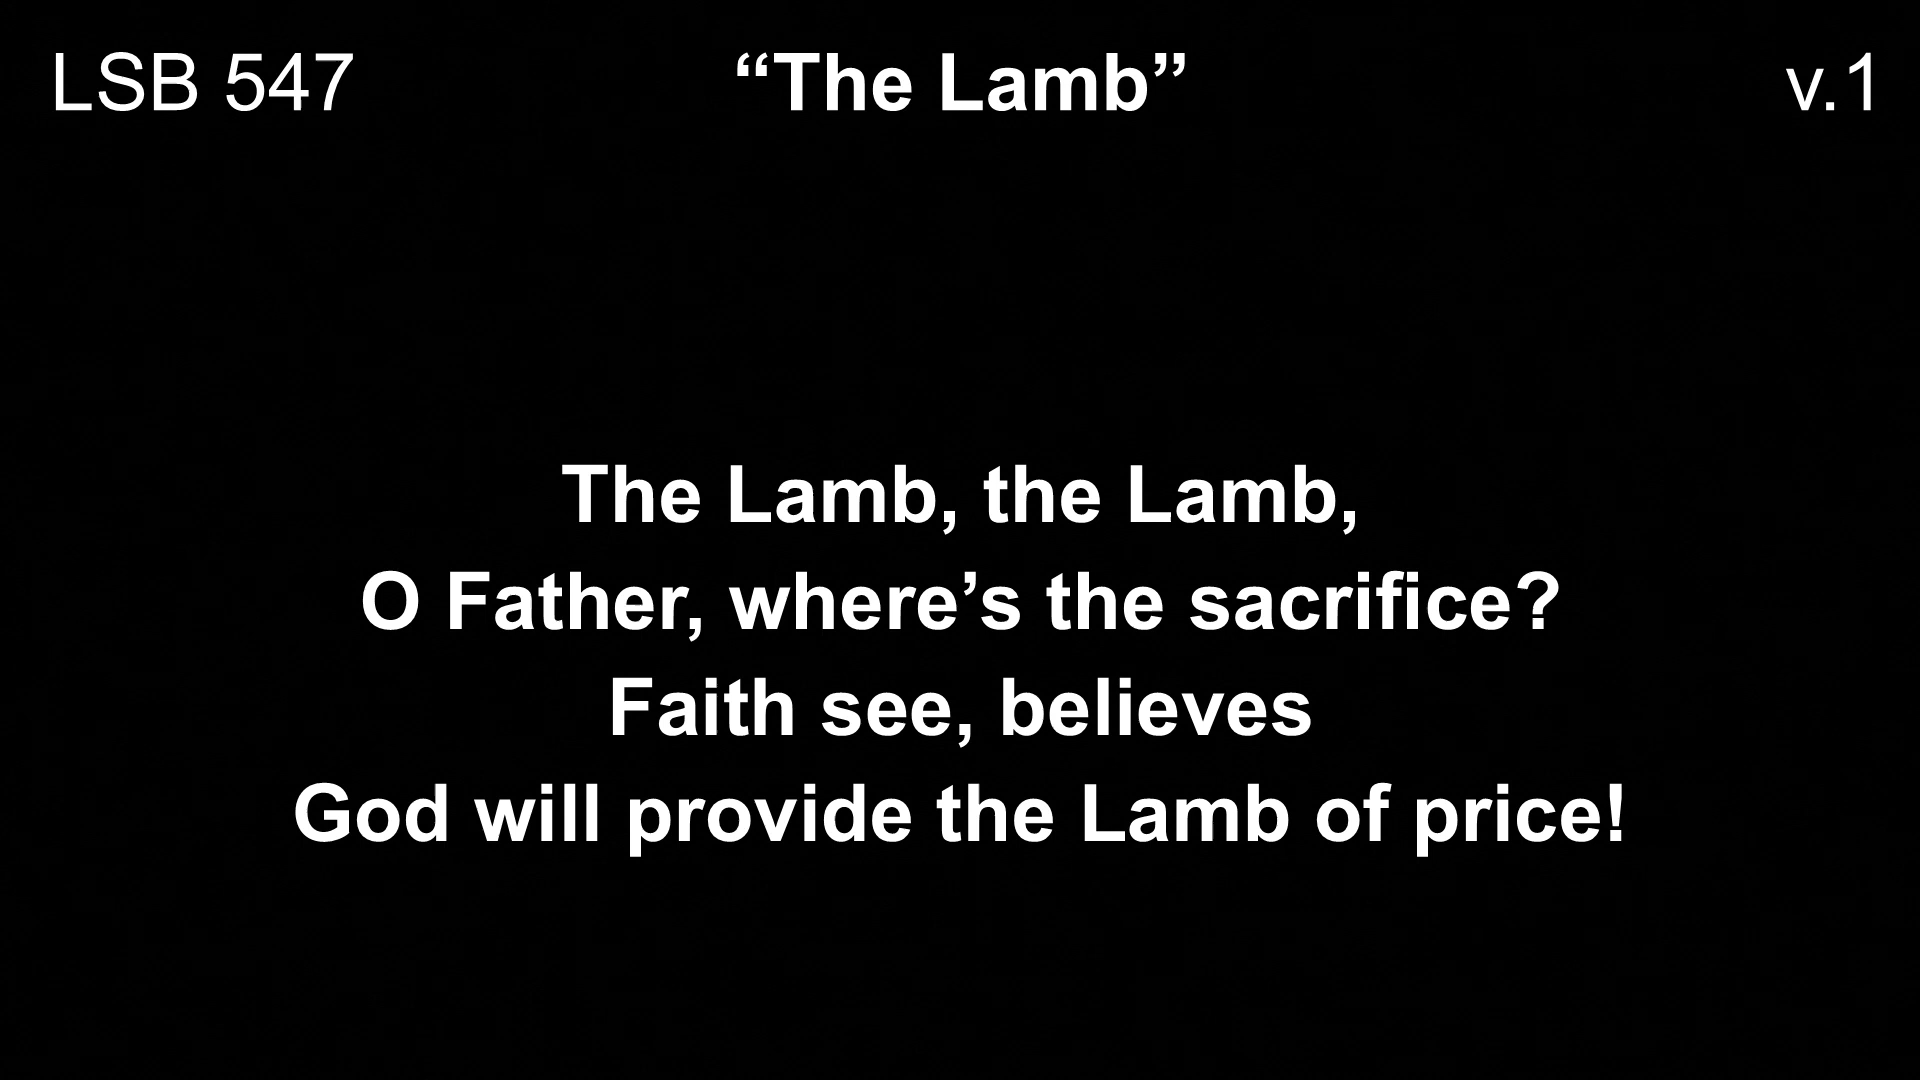 LSB 547 “The Lamb” v.1
The Lamb, the Lamb,
O Father, where’s the sacrifice?
Faith see, believes
God will provide the Lamb of price!